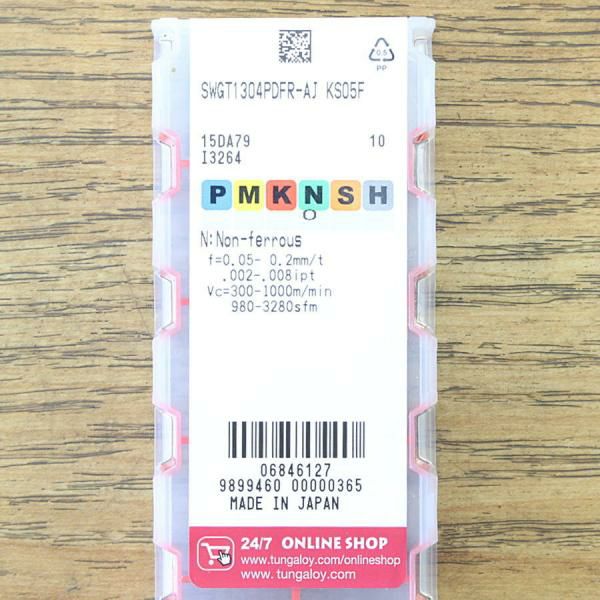 0.5
PP
SWGT1304PDFR-AJ KS05F
15DA79 10
I3264
P M K N S H
N:Non-ferrous
f=0.05- 0.2mm/t
.002-.008ipt
Vc=300-1000m/min
980-3280sfm
06846127
9899460 00000365
MADE IN JAPAN
24/7 ONLINE SHOP
www.tungaloy.com/onlineshop
www.tungaloy.com